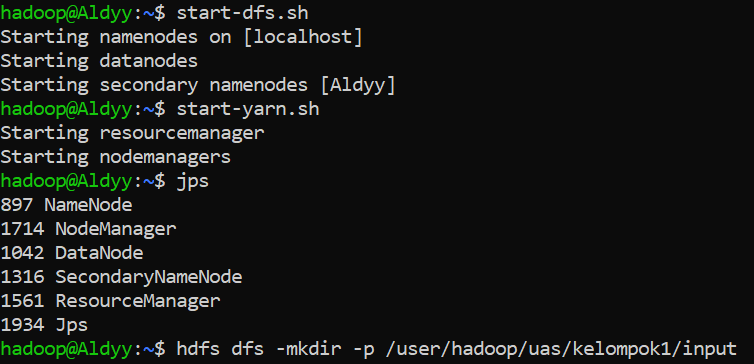 hadoop@Aldyy:~$ start-dfs.sh
Starting namenodes on [localhost]
Starting datanodes
Starting secondary namenodes [Aldyy]
hadoop@Aldyy:~$ start-yarn.sh
Starting resourcemanager
Starting nodemanagers
hadoop@Aldyy:~$ jps
897 NameNode
1714 NodeManager
1042 DataNode
1316 SecondaryNameNode
1561 ResourceManager
1934 Jps
hadoop@Aldyy:~$ hdfs dfs -mkdir -p /user/hadoop/uas/kelompok1/input